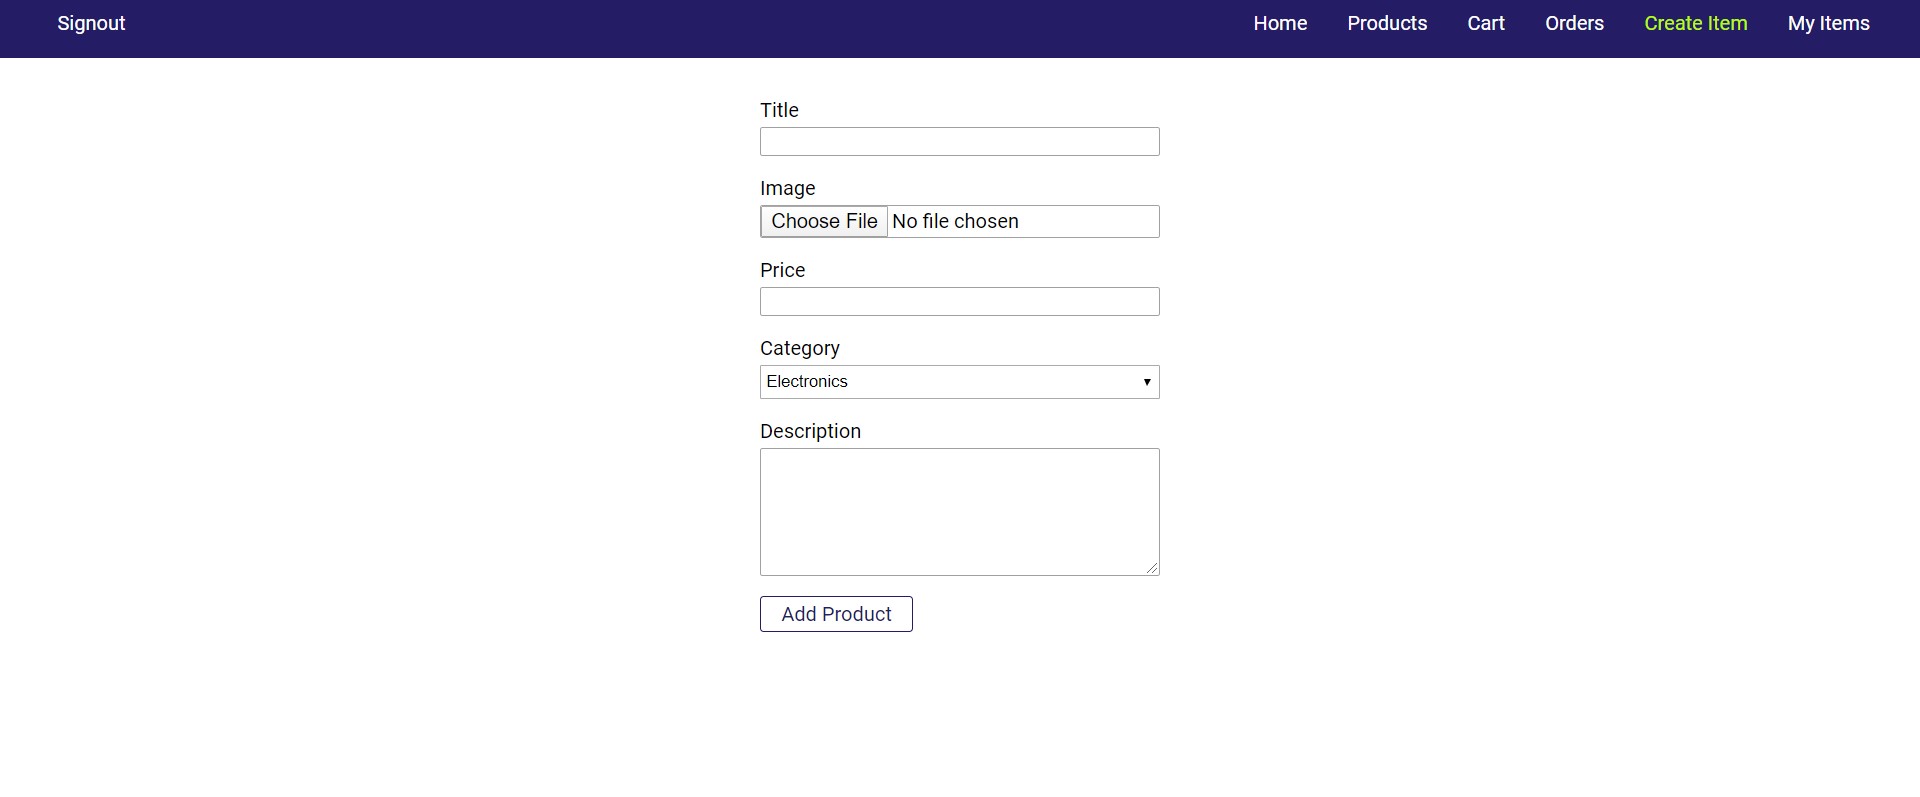 Signout Home Products Cart Orders Create Item My Items
Title
Image
Choose File No file chosen
Price
Category
Electronics
Description
Add Product